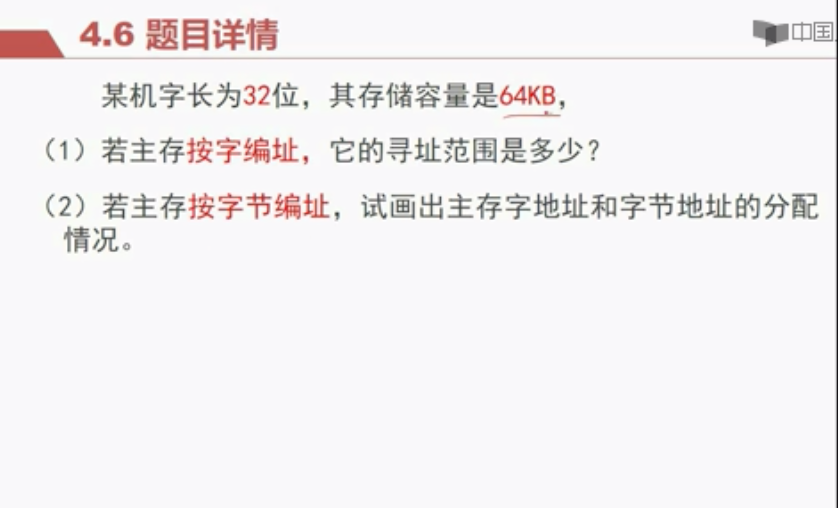 4.6 题目详情
中国
某机字长为32位，其存储容量是64KB，
（1）若主存按字编址，它的寻址范围是多少？
（2）若主存按字节编址，试画出主存字地址和字节地址的分配
情况。